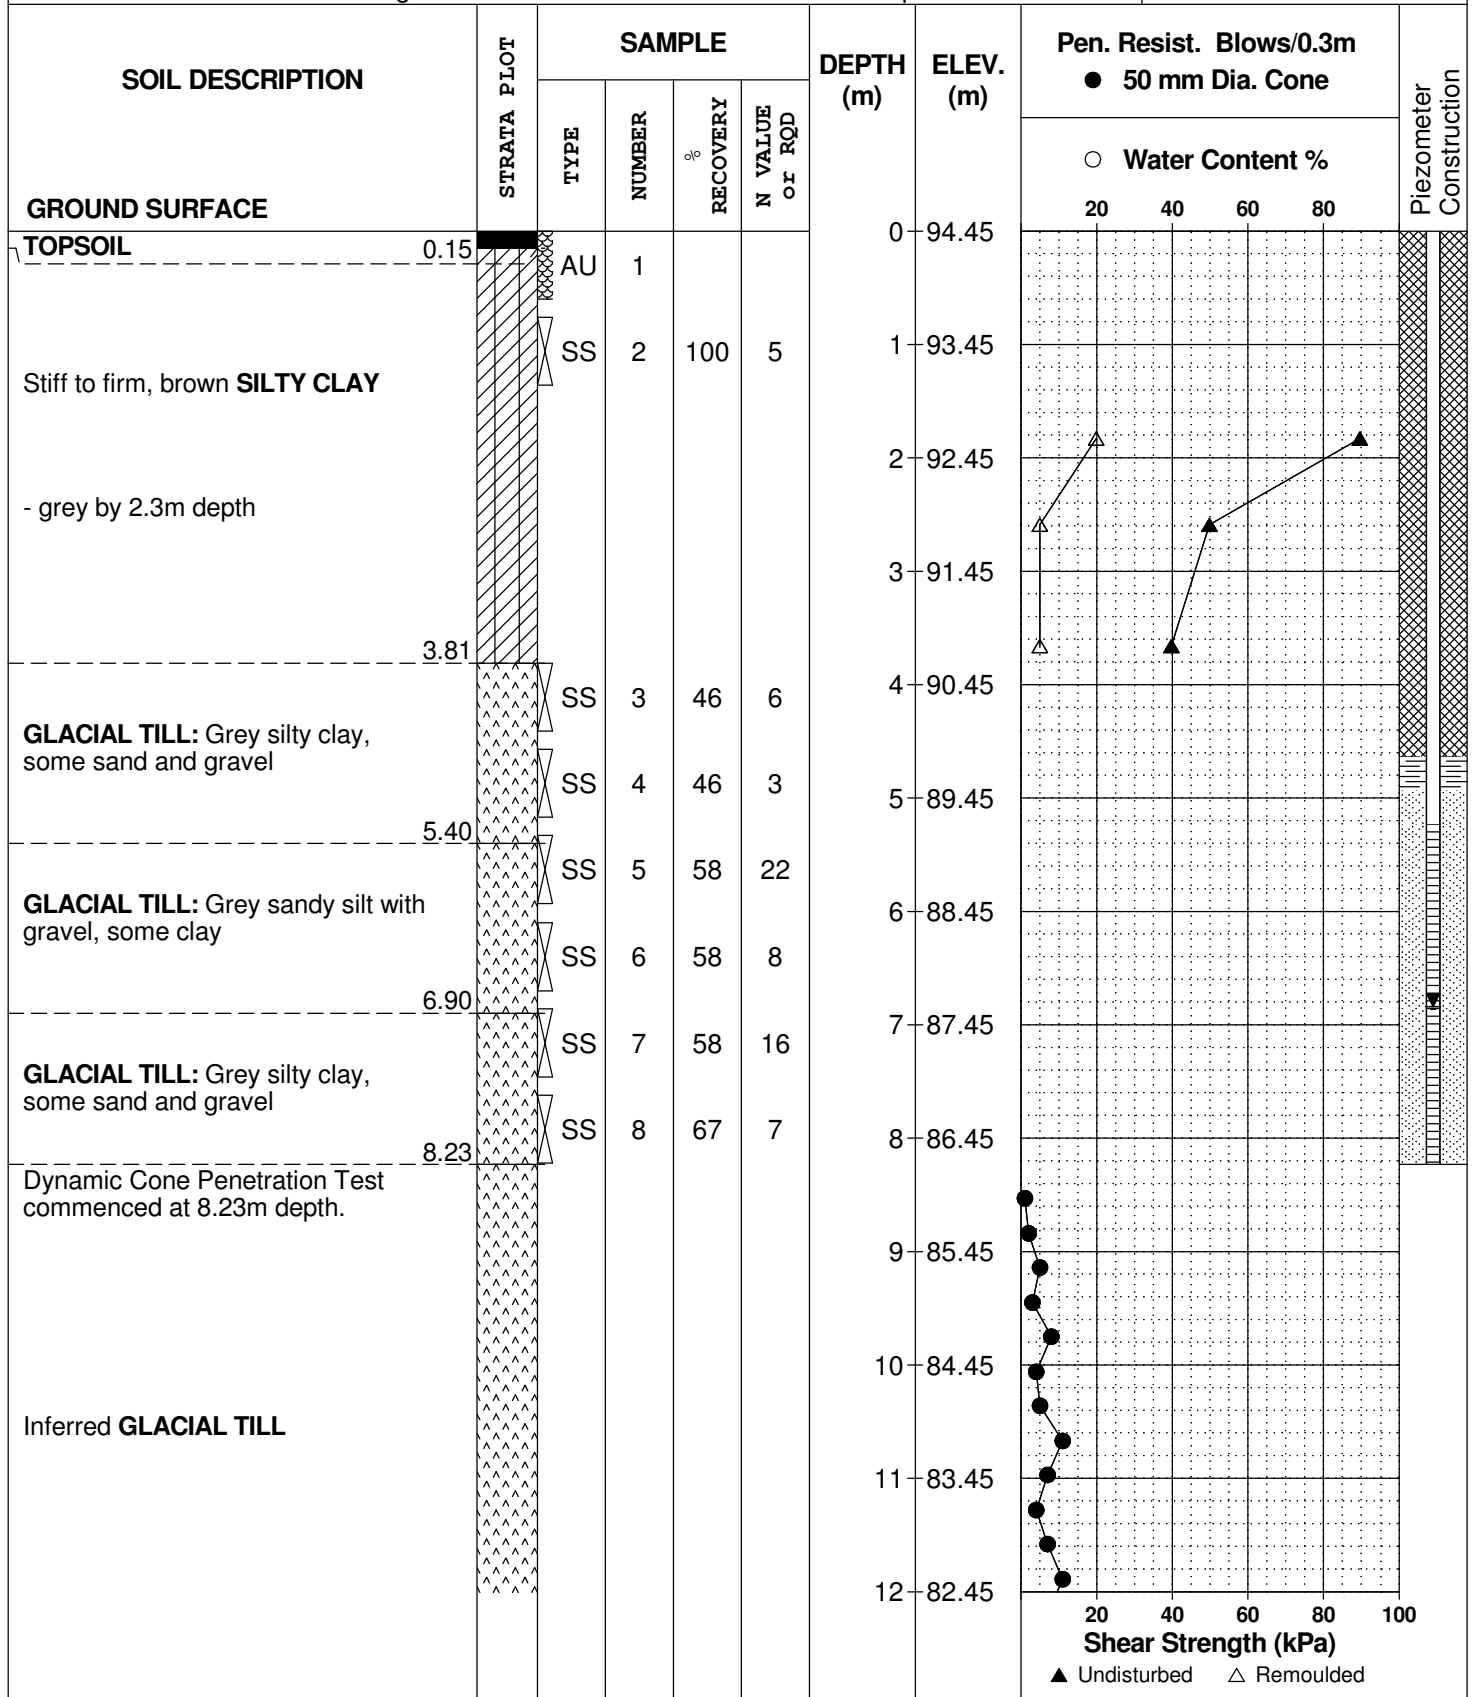 SOIL DESCRIPTION
GROUND SURFACE
STRATA PLOT
SAMPLE
TYPE
NUMBER
% RECOVERY
N VALUE or RQD
DEPTH (m)
ELEV. (m)
Pen. Resist. Blows/0.3m
● 50 mm Dia. Cone
○ Water Content %
20 40 60 80
Piezometer Construction
TOPSOIL 0.15
AU 1
0 94.45
SS 2 100 5
1 93.45
Stiff to firm, brown SILTY CLAY
2 92.45
- grey by 2.3m depth
3 91.45
3.81
SS 3 46 6
4 90.45
GLACIAL TILL: Grey silty clay,
some sand and gravel
SS 4 46 3
5 89.45
5.40
SS 5 58 22
GLACIAL TILL: Grey sandy silt with
gravel, some clay
6 88.45
SS 6 58 8
6.90
7 87.45
SS 7 58 16
GLACIAL TILL: Grey silty clay,
some sand and gravel
SS 8 67 7
8 86.45
8.23
Dynamic Cone Penetration Test
commenced at 8.23m depth.
9 85.45
10 84.45
Inferred GLACIAL TILL
11 83.45
12 82.45
20 40 60 80 100
Shear Strength (kPa)
▲ Undisturbed △ Remoulded